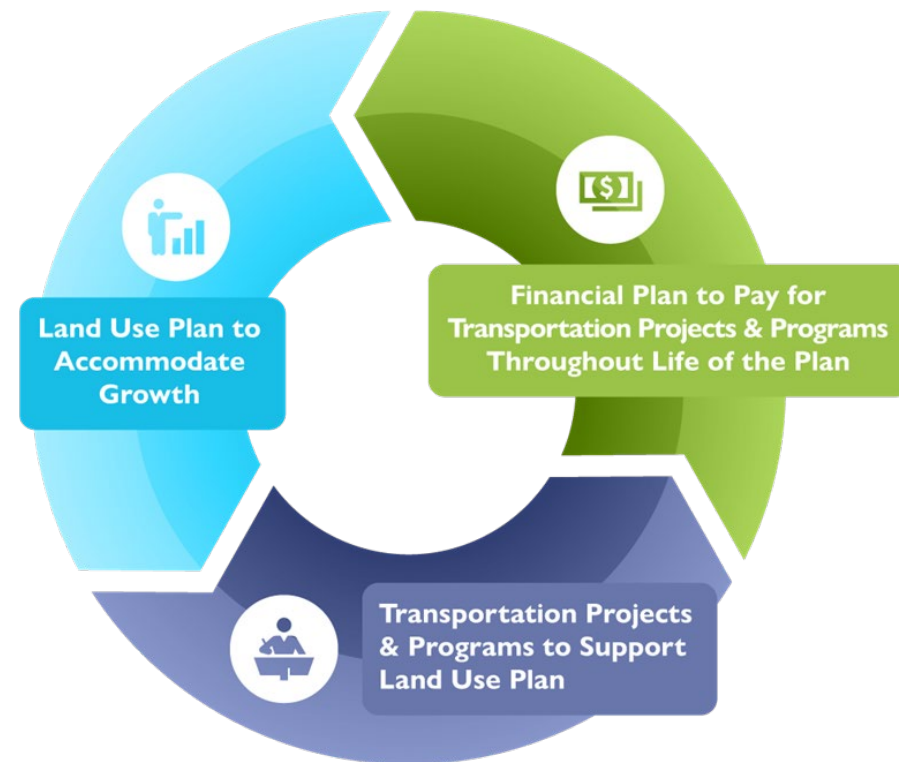 Land Use Plan to
Accommodate
Growth
Financial Plan to Pay for
Transportation Projects & Programs
Throughout Life of the Plan
Transportation Projects
& Programs to Support
Land Use Plan
$